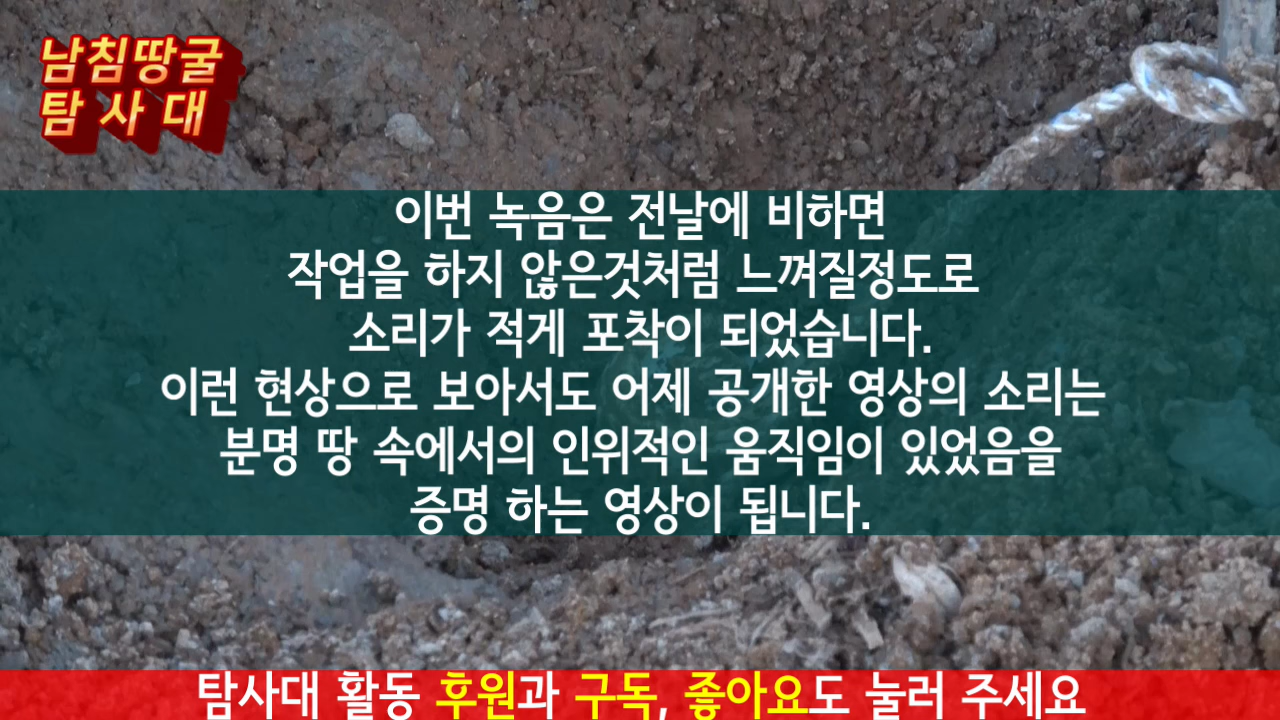 남침땅굴
탐사대
이번 녹음은 전날에 비하면
작업을 하지 않은것처럼 느껴질정도로
소리가 적게 포착이 되었습니다.
이런 현상으로 보아서도 어제 공개한 영상의 소리는
분명 땅 속에서의 인위적인 움직임이 있었음을
증명 하는 영상이 됩니다.
탐사대 활동 후원과 구독, 좋아요도 눌러 주세요